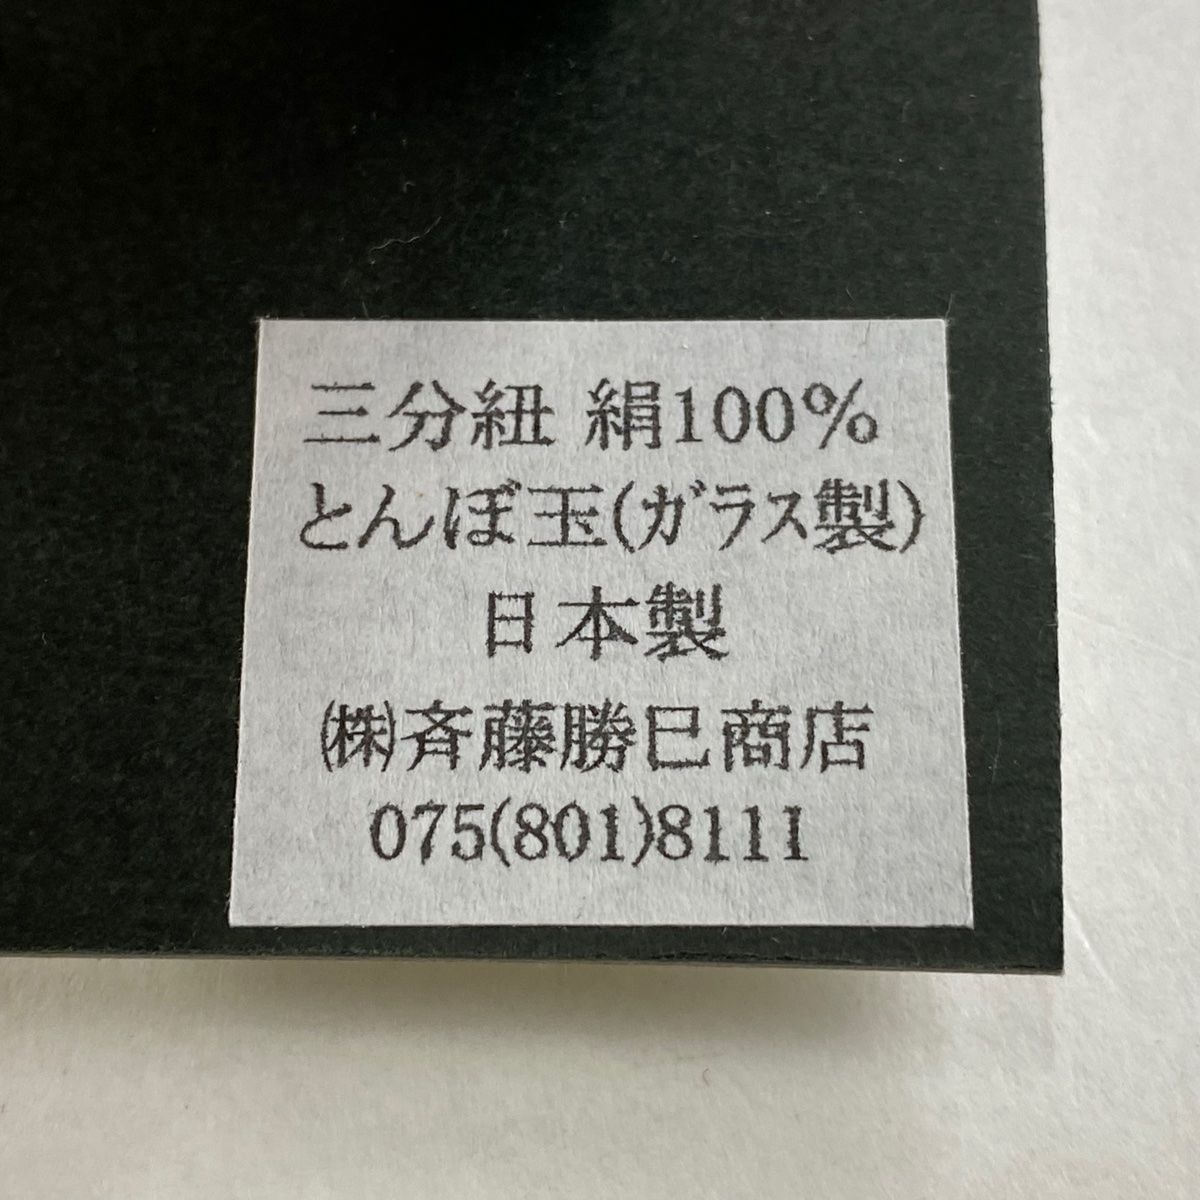 三分紐 絹100%
とんぼ玉(ガラス製)
日本製
㈱斉藤勝巳商店
075(801)8111